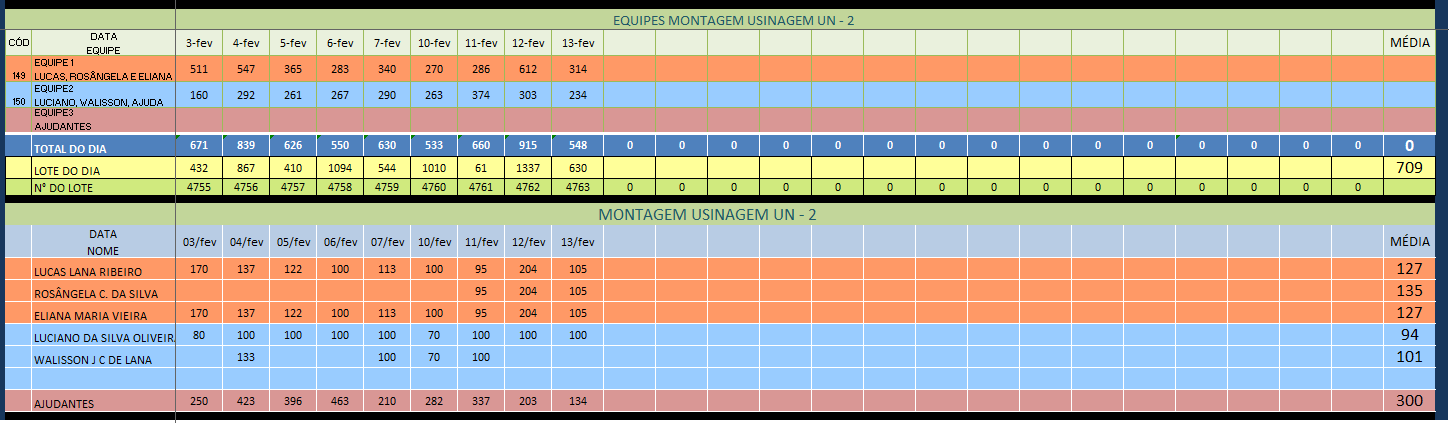 EQUIPES MONTAGEM USINAGEM UN - 2
CÓD DATA EQUIPE 3-fev 4-fev 5-fev 6-fev 7-fev 10-fev 11-fev 12-fev 13-fev MÉDIA
EQUIPE 1
149 LUCAS, ROSÂNGELA E ELIANA 511 547 365 283 340 270 286 612 314
EQUIPE2
150 LUCIANO, WALISSON, AJUDA 160 292 261 267 290 263 374 303 234
EQUIPE3
AJUDANTES
TOTAL DO DIA 671 839 626 550 630 533 660 915 548 0 0 0 0 0 0 0 0 0 0 0 0 0 0 0 0
LOTE DO DIA 432 867 410 1094 544 1010 61 1337 630 709
Nº DO LOTE 4755 4756 4757 4758 4759 4760 4761 4762 4763 0 0 0 0 0 0 0 0 0 0 0 0 0 0 0
MONTAGEM USINAGEM UN - 2
DATA NOME 03/fev 04/fev 05/fev 06/fev 07/fev 10/fev 11/fev 12/fev 13/fev MÉDIA
LUCAS LANA RIBEIRO 170 137 122 100 113 100 95 204 105 127
ROSÂNGELA C. DA SILVA 95 204 105 135
ELIANA MARIA VIEIRA 170 137 122 100 113 100 95 204 105 127
LUCIANO DA SILVA OLIVEIR 80 100 100 100 100 70 100 100 100 94
WALISSON J C DE LANA 133 100 70 100 101
AJUDANTES 250 423 396 463 210 282 337 203 134 300